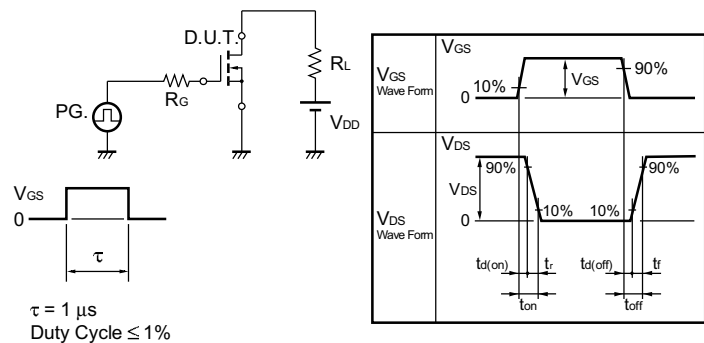 D.U.T.
RL
RG
PG.
VDD
VGS
0
τ
τ = 1 μs
Duty Cycle ≤ 1%
VGS
Wave Form
VGS
10%
VGS
90%
0
VDS
Wave Form
VDS
90%
VDS
90%
10%
10%
0
td(on)
tr
td(off)
tf
ton
toff